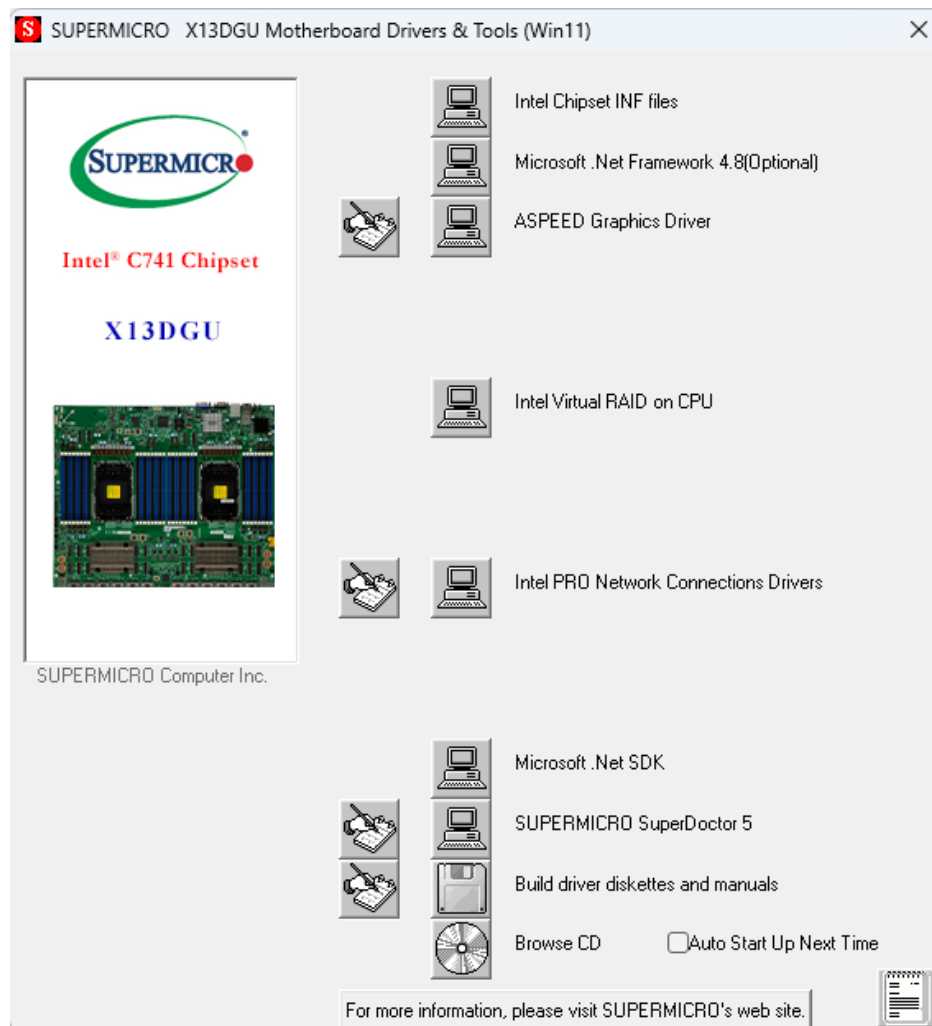 S SUPERMICRO X13DGU Motherboard Drivers & Tools (Win11)
SUPERMICRO
Intel® C741 Chipset
X13DGU
SUPERMICRO Computer Inc.
Intel Chipset INF files
Microsoft .Net Framework 4.8(Optional)
ASPEED Graphics Driver
Intel Virtual RAID on CPU
Intel PRO Network Connections Drivers
Microsoft .Net SDK
SUPERMICRO SuperDoctor 5
Build driver diskettes and manuals
Browse CD
Auto Start Up Next Time
For more information, please visit SUPERMICRO's web site.